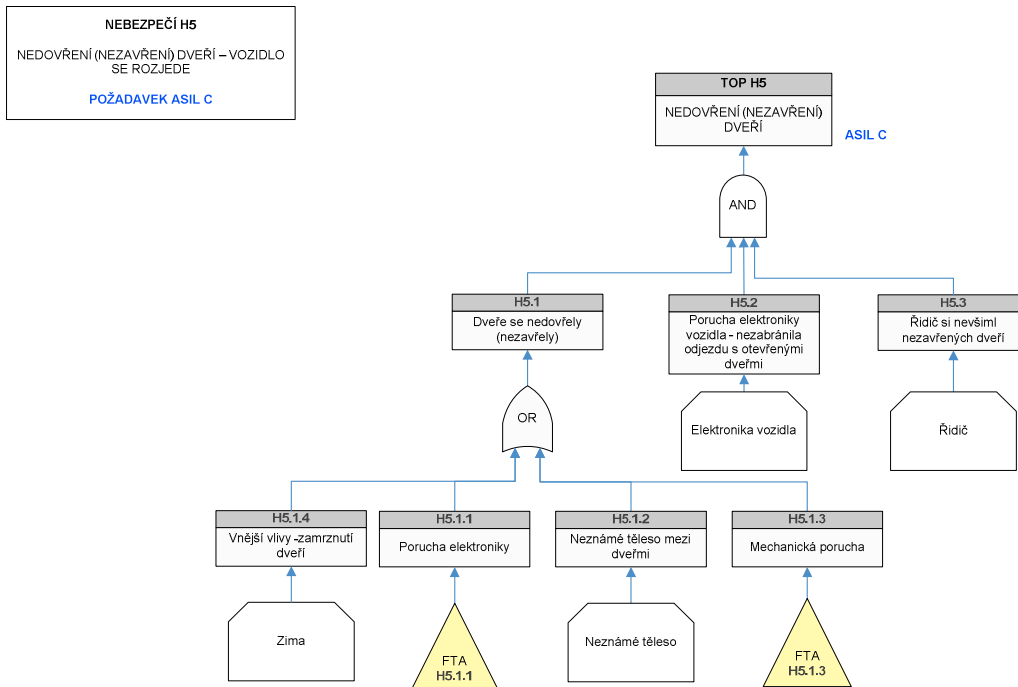 NEBEZPEČÍ H5
NEDOVŘENÍ (NEZAVŘENÍ) DVEŘÍ – VOZIDLO
SE ROZJEDE
POŽADAVEK ASIL C
TOP H5
NEDOVŘENÍ (NEZAVŘENÍ)
DVEŘÍ
ASIL C
AND
H5.1
Dveře se nedovřely
(nezavřely)
H5.2
Porucha elektroniky
vozidla - nezabránila
odjezdu s otevřenými
dveřmi
H5.3
Řidič si nevšiml
nezavřených dveří
OR
Elektronika vozidla
Řidič
H5.1.4
Vnější vlivy -zamrznutí
dveří
H5.1.1
Porucha elektroniky
H5.1.2
Neznámé těleso mezi
dveřmi
H5.1.3
Mechanická porucha
Zima
FTA
H5.1.1
Neznámé těleso
FTA
H5.1.3